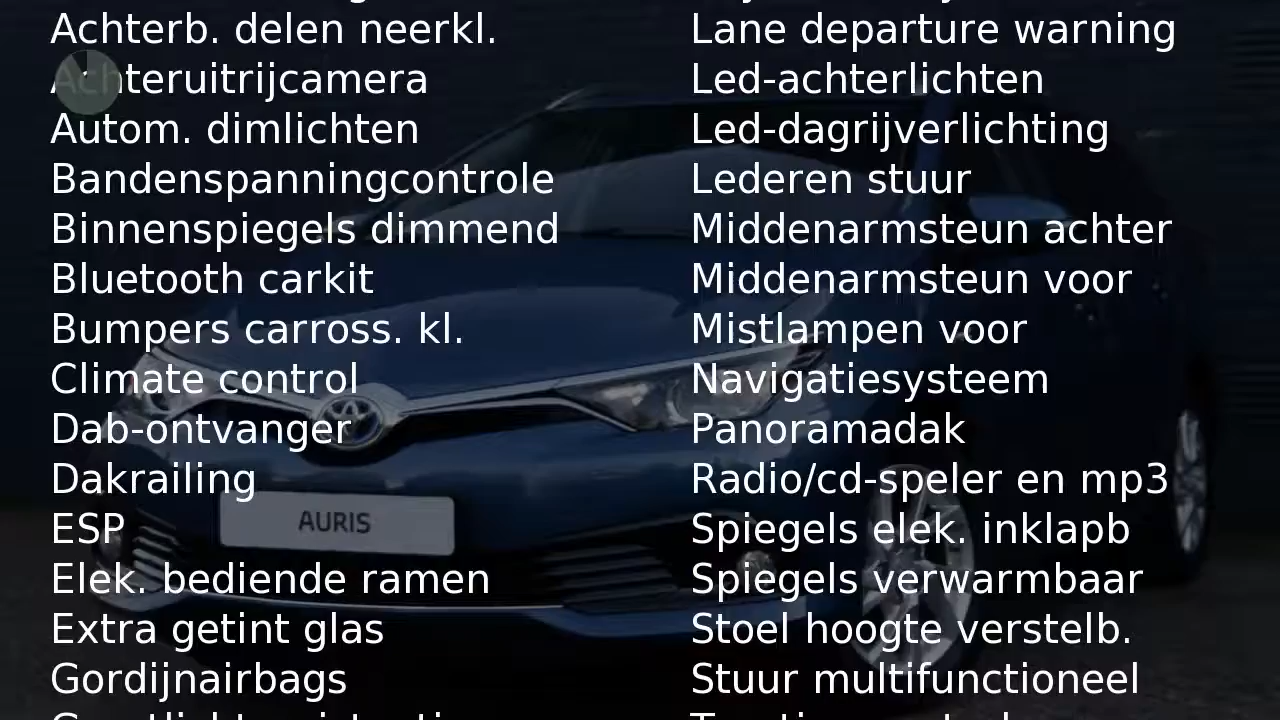 Achterb. delen neerkl.
Achteruitrijcamera
Autom. dimlichten
Bandenspanningcontrole
Binnenspiegels dimmend
Bluetooth carkit
Bumpers carross. kl.
Climate control
Dab-ontvanger
Dakrailing
ESP
Elek. bediende ramen
Extra getint glas
Gordijnairbags
Lane departure warning
Led-achterlichten
Led-dagrijverlichting
Lederen stuur
Middenarmsteun achter
Middenarmsteun voor
Mistlampen voor
Navigatiesysteem
Panoramadak
Radio/cd-speler en mp3
Spiegels elek. inklapb
Spiegels verwarmbaar
Stoel hoogte verstelb.
Stuur multifunctioneel
AURIS